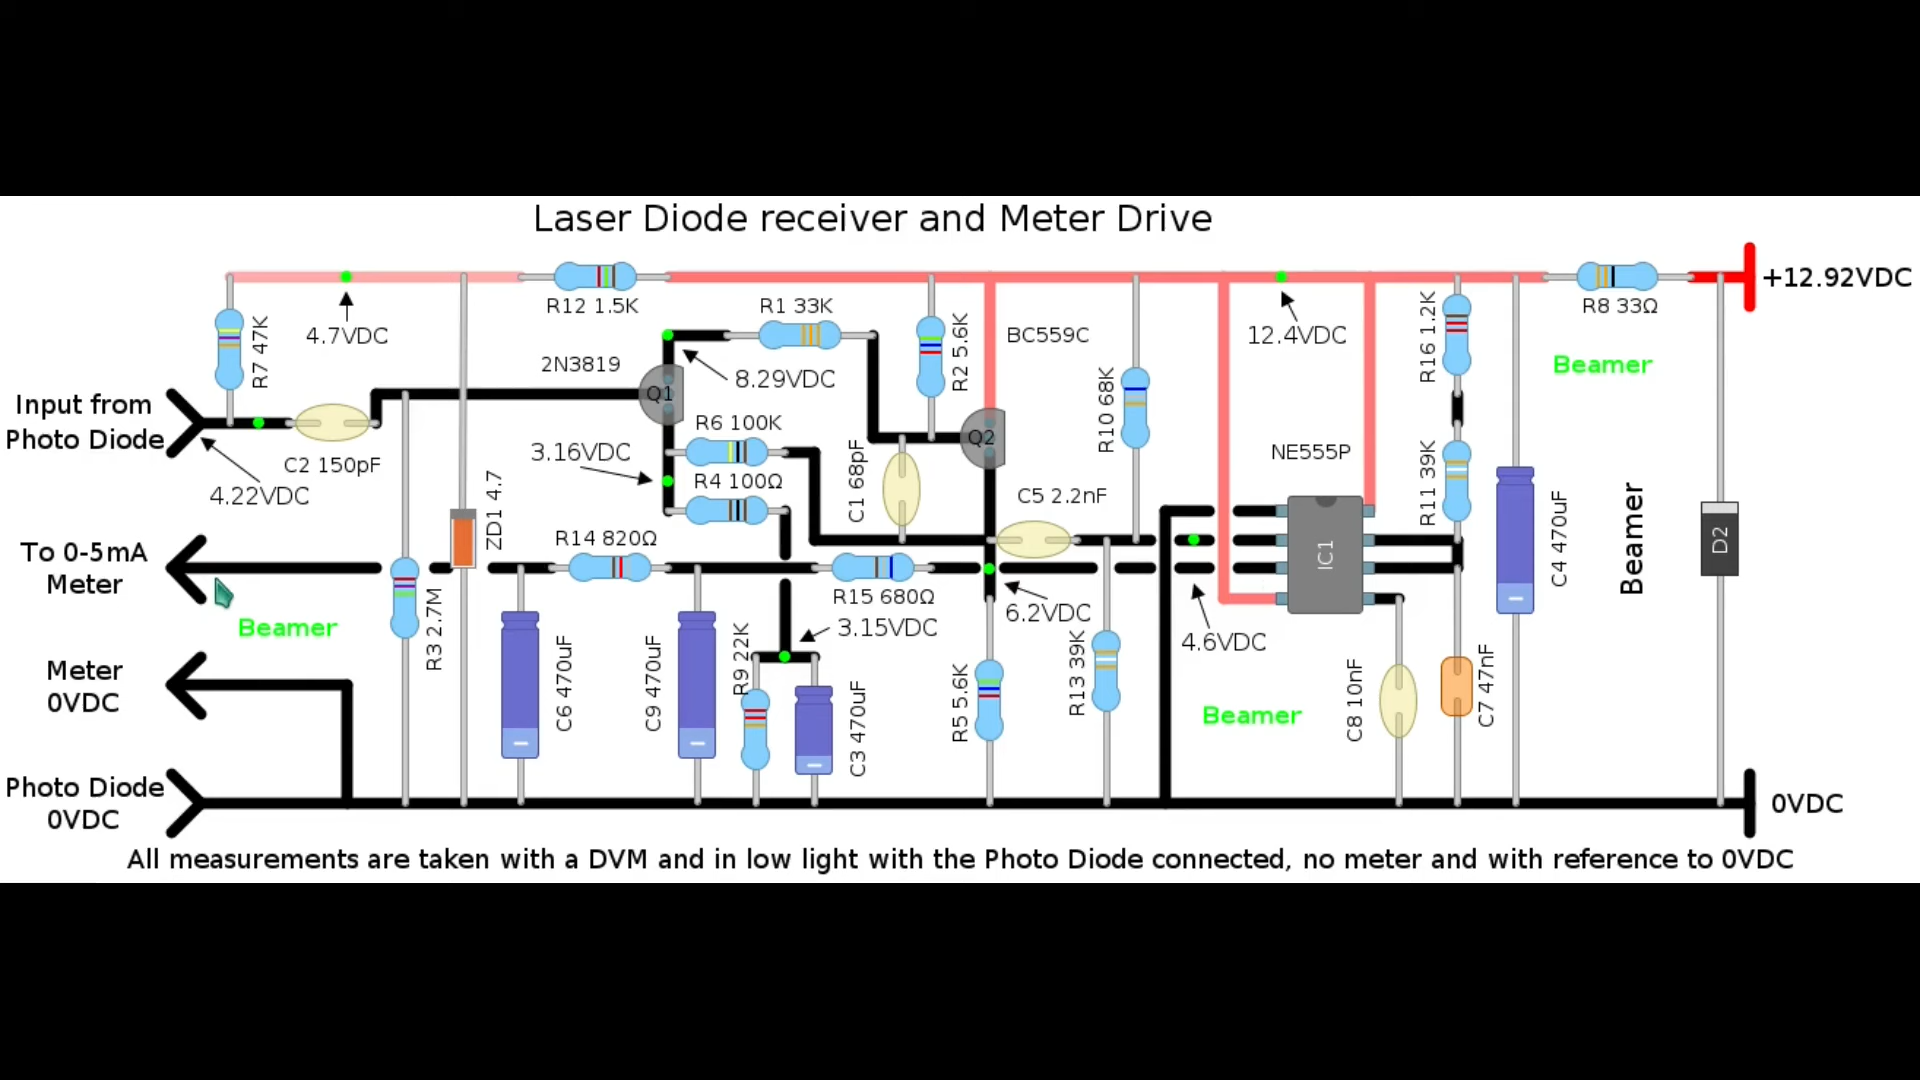 Laser Diode receiver and Meter Drive
+12.92VDC
R12 1.5K
R8 33Ω
R1 33K
4.7VDC
R7 47K
2N3819
8.29VDC
R2 5.6K
BC559C
12.4VDC
R16 1.2K
Beamer
Input from
Photo Diode
Q1
R6 100K
Q2
R10 68K
NE555P
3.16VDC
C2 150pF
4.22VDC
R4 100Ω
C1 68pF
C5 2.2nF
R11 39K
ZD1 4.7
R14 820Ω
IC1
C4 470uF
Beamer
D2
To 0-5mA
Meter
R15 680Ω
6.2VDC
3.15VDC
4.6VDC
Beamer
R3 2.7M
C6 470uF
C9 470uF
R9 22K
C3 470uF
R5 5.6K
R13 39K
Beamer
C8 10nF
C7 47nF
Meter
0VDC
Photo Diode
0VDC
0VDC
All measurements are taken with a DVM and in low light with the Photo Diode connected, no meter and with reference to 0VDC